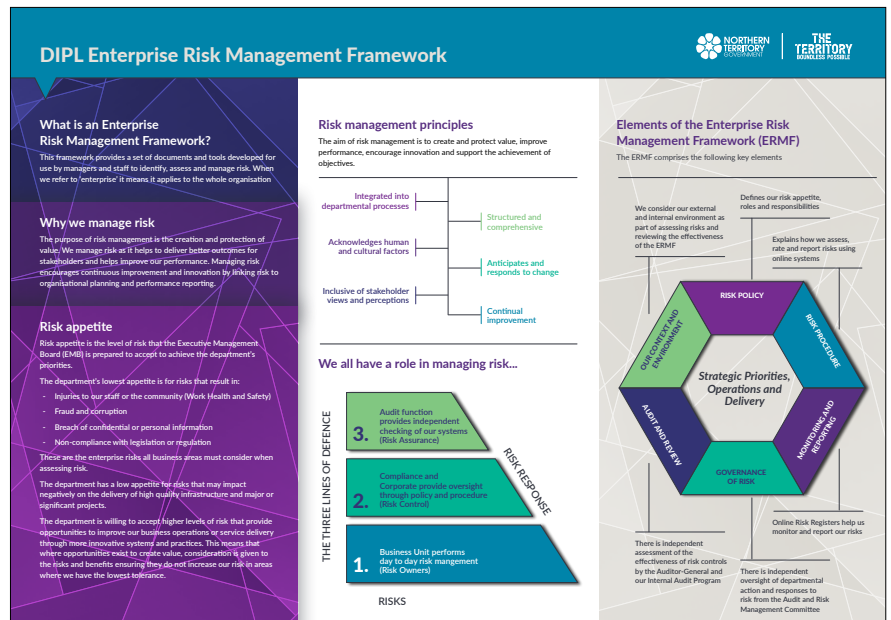 DIPL Enterprise Risk Management Framework
NORTHERN
TERRITORY
GOVERNMENT
THE
TERRITORY
BOUNDLESS POSSIBLE
What is an Enterprise
Risk Management Framework?
This framework provides a set of documents and tools developed for
use by managers and staff to identify, assess and manage risk. When
we refer to 'enterprise' it means it applies to the whole organisation
Why we manage risk
The purpose of risk management is the creation and protection of
value. We manage risk as it helps to deliver better outcomes for
stakeholders and helps improve our performance. Managing risk
encourages continuous improvement and innovation by linking risk to
organisational planning and performance reporting.
Risk appetite
Risk appetite is the level of risk that the Executive Management
Board (EMB) is prepared to accept to achieve the department's
priorities.
The department's lowest appetite is for risks that result in:
- Injuries to our staff or the community (Work Health and Safety)
- Fraud and corruption
- Breach of confidential or personal information
- Non-compliance with legislation or regulation
These are the enterprise risks all business areas must consider when
assessing risk.
The department has a low appetite for risks that may impact
negatively on the delivery of high quality infrastructure and major or
significant projects.
The department is willing to accept higher levels of risk that provide
opportunities to improve our business operations or service delivery
through more innovative systems and practices. This means that
where opportunities exist to create value, consideration is given to
the risks and benefits ensuring they do not increase our risk in areas
where we have the lowest tolerance.
Risk management principles
The aim of risk management is to create and protect value, improve
performance, encourage innovation and support the achievement of
objectives.
Integrated into
departmental processes
Structured and
comprehensive
Acknowledges human
and cultural factors
Anticipates and
responds to change
Inclusive of stakeholder
views and perceptions
Continual
improvement
We all have a role in managing risk...
THE THREE LINES OF DEFENCE
3.
Audit function
provides independent
checking of our systems
(Risk Assurance)
2.
Compliance and
Corporate provide oversight
through policy and procedure
(Risk Control)
1.
Business Unit performs
day to day risk mangement
(Risk Owners)
RISK RESPONSE
RISKS
Elements of the Enterprise Risk
Management Framework (ERMF)
The ERMF comprises the following key elements
We consider our external
and internal environment as
part of assessing risks and
reviewing the effectiveness
of the ERMF
Defines our risk appetite,
roles and responsibilities
Explains how we assess,
rate and report risks using
online systems
RISK POLICY
RISK PROCEDURE
OUR CONTEXT AND
ENVIRONMENT
Strategic Priorities,
Operations and
Delivery
AUDIT AND REVIEW
MONITORING AND
REPORTING
GOVERNANCE
OF RISK
Online Risk Registers help us
monitor and report our risks
There is independent
assessment of the
effectiveness of risk controls
by the Auditor-General and
our Internal Audit Program
There is independent
oversight of departmental
action and responses to
risk from the Audit and Risk
Management Committee